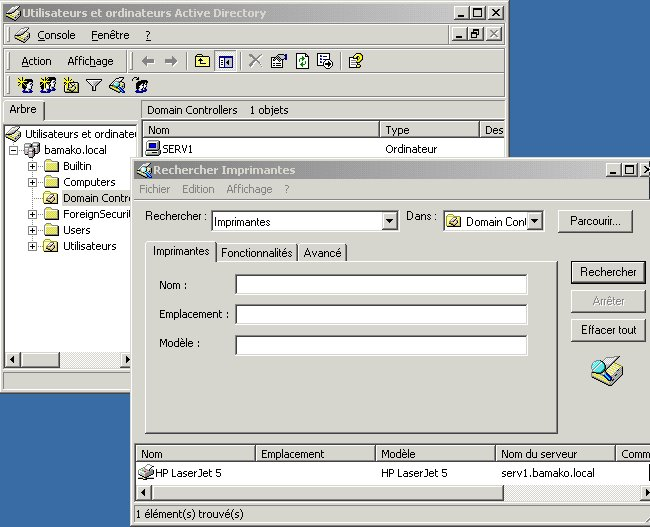 Utilisateurs et ordinateurs Active Directory
Console Fenêtre ?
Action Affichage
Arbre
Domain Controllers 1 objets
Utilisateurs et ordinate
bamako.local
Builtin
Computers
Domain Contr
ForeignSecuri
Users
Utilisateurs
Nom Type Des
SERV1 Ordinateur
Rechercher Imprimantes
Fichier Edition Affichage ?
Rechercher : Imprimantes Dans : Domain Cont Parcourir...
Imprimantes Fonctionnalités Avancé
Nom :
Emplacement :
Modèle :
Rechercher
Arrêter
Effacer tout
Nom Emplacement Modèle Nom du serveur Comm
HP LaserJet 5 HP LaserJet 5 serv1.bamako.local
1 élément(s) trouvé(s)